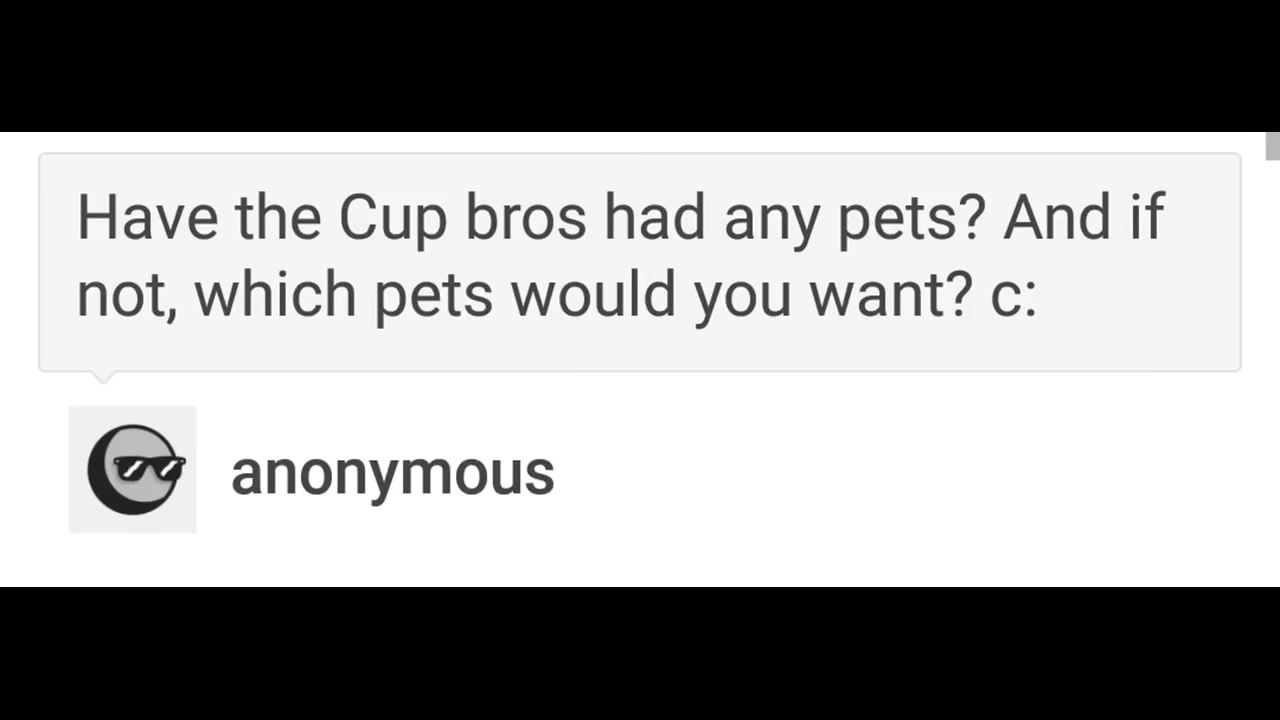 Have the Cup bros had any pets? And if
not, which pets would you want? c:
anonymous